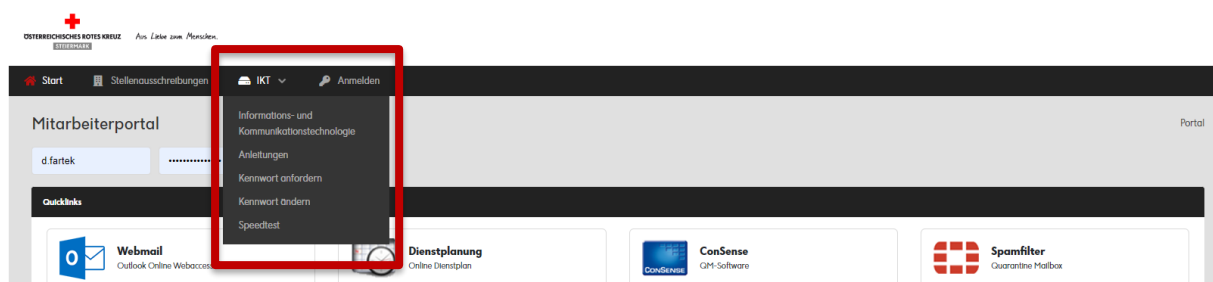 ÖSTERREICHISCHES ROTES KREUZ Aus Liebe zum Menschen.
STEIERMARK
Start Stellenausschreibungen IKT Anmelden
Mitarbeiterportal
Portal
Informations- und
Kommunikationstechnologie
Anleitungen
Kennwort anfordern
Kennwort ändern
Speedtest
d.fartek ••••••••••••••
Quicklinks
Webmail
Outlook Online Webaccess
Dienstplanung
Online Dienstplan
ConSense
CONSENSE
QM-Software
Spamfilter
Quarantine Mailbox